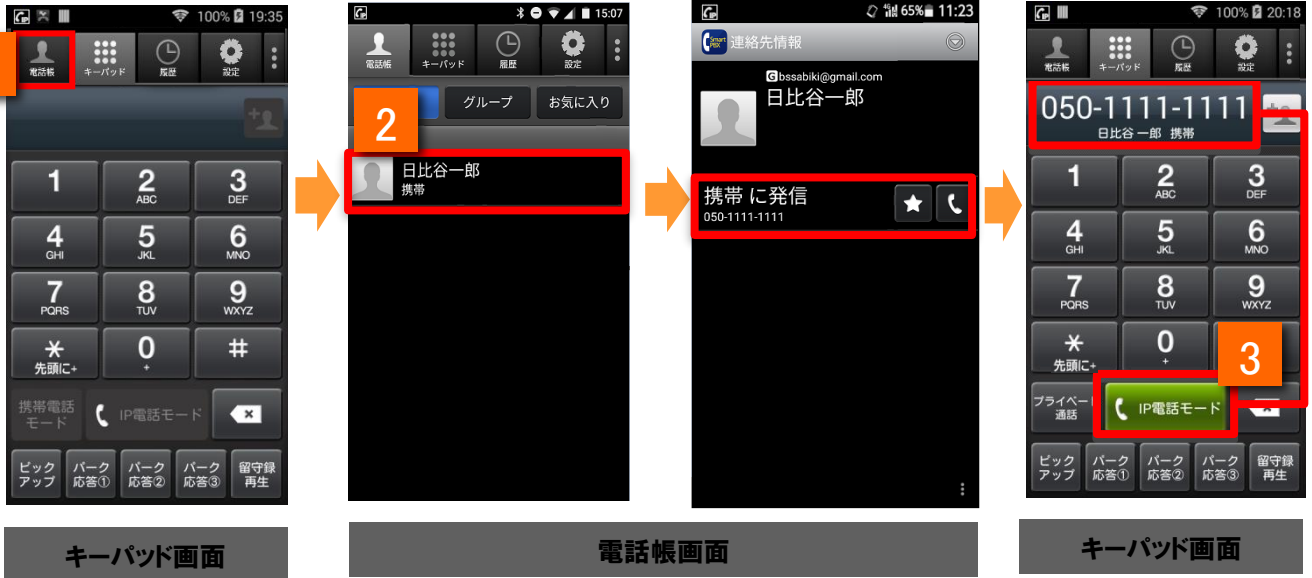 100% 19:35
電話帳 キーパッド 履歴 設定
1 2 3
ABC DEF
4 5 6
GHI JKL MNO
7 8 9
PQRS TUV WXYZ
* 0 #
先頭に+ +
携帯電話
モード
IP電話モード
ピック
アップ
パーク
応答①
パーク
応答②
パーク
応答③
留守録
再生
キーパッド画面
15:07
電話帳 キーパッド 履歴 設定
2
グループ お気に入り
日比谷一郎
携帯
65% 11:23
Smart
PBX
連絡先情報
G bssabiki@gmail.com
日比谷一郎
携帯 に発信
050-1111-1111
電話帳画面
100% 20:18
電話帳 キーパッド 履歴 設定
050-1111-1111
日比谷 一郎 携帯
1 2 3
ABC DEF
4 5 6
GHI JKL MNO
7 8 9
PQRS TUV WXYZ
* 0
先頭に+ +
3
プライベート
通話
IP電話モード
ピック
アップ
パーク
応答①
パーク
応答②
パーク
応答③
留守録
再生
キーパッド画面